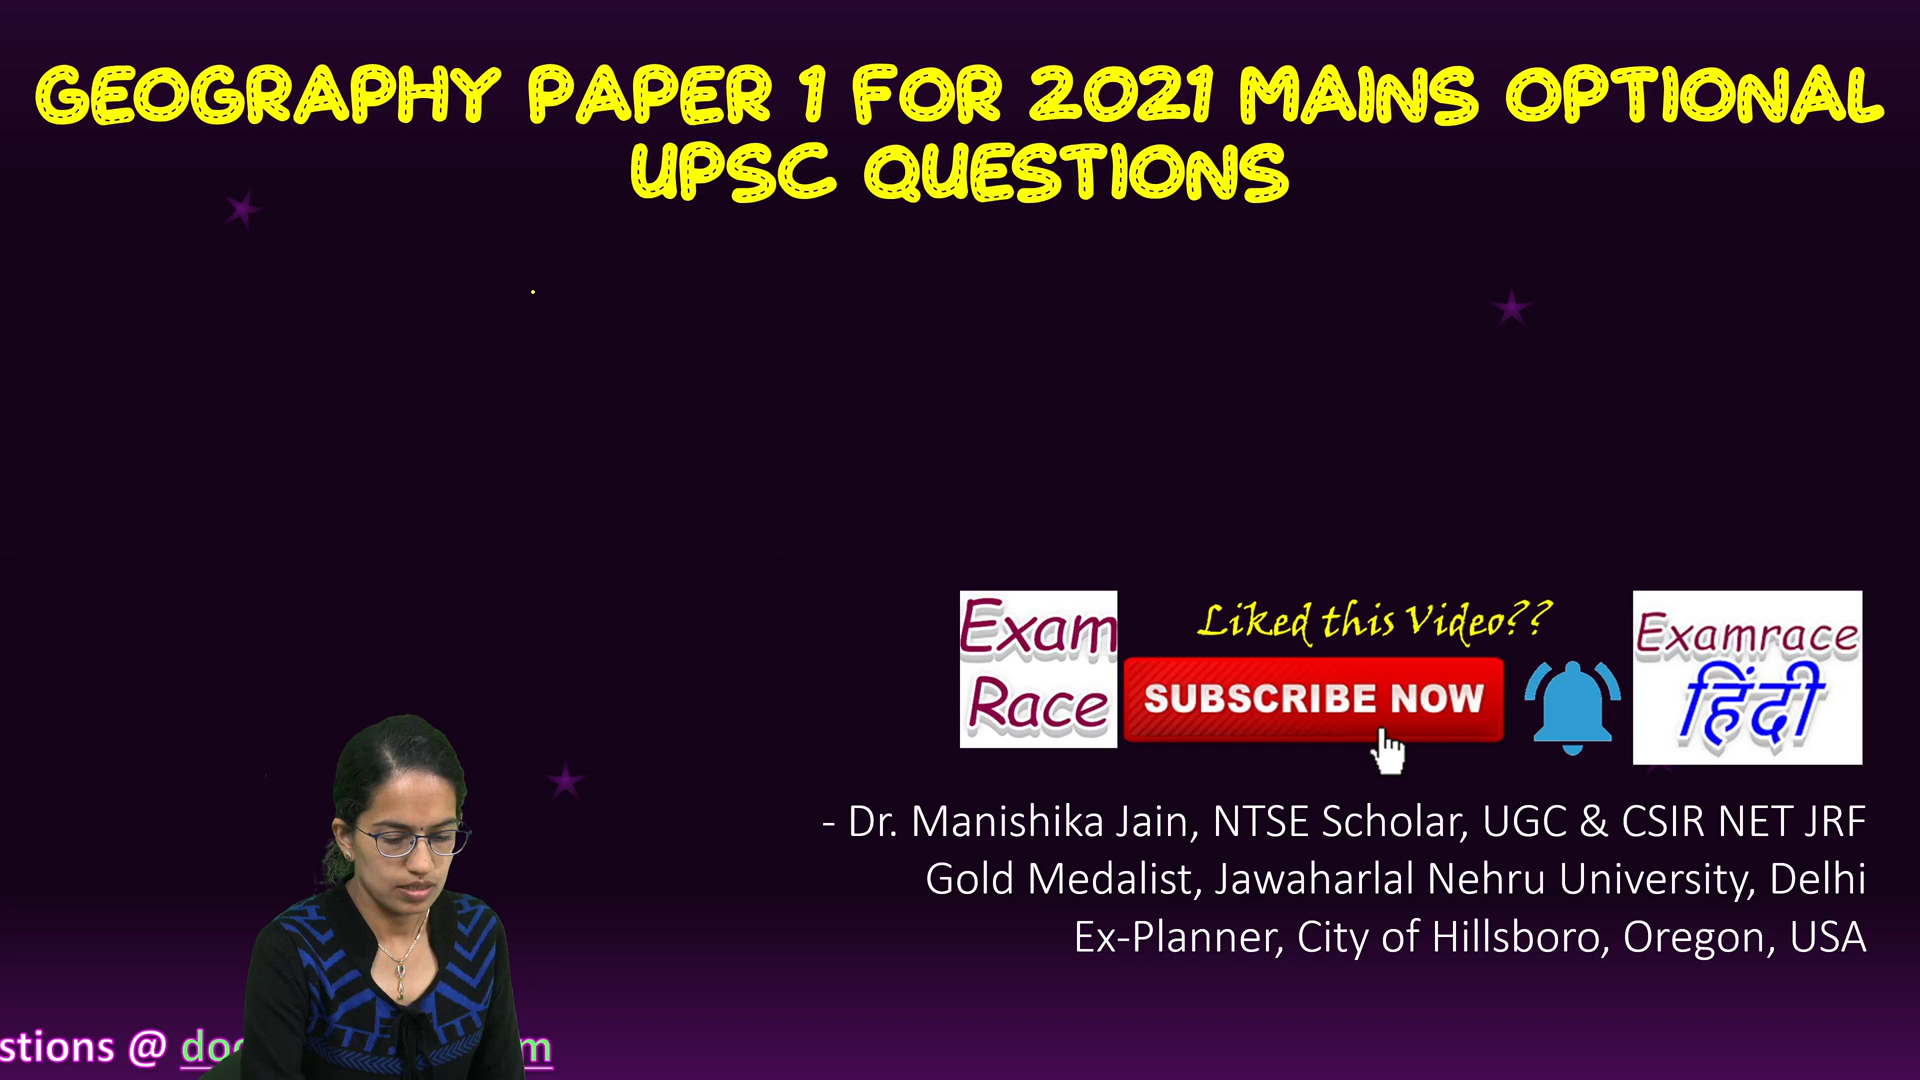 GEOGRAPHY PAPER 1 FOR 2021 MAINS OPTIONAL
UPSC QUESTIONS
Exam
Race
Liked this Video??
SUBSCRIBE NOW
Examrace
हिंदी
- Dr. Manishika Jain, NTSE Scholar, UGC & CSIR NET JRF
Gold Medalist, Jawaharlal Nehru University, Delhi
Ex-Planner, City of Hillsboro, Oregon, USA
@